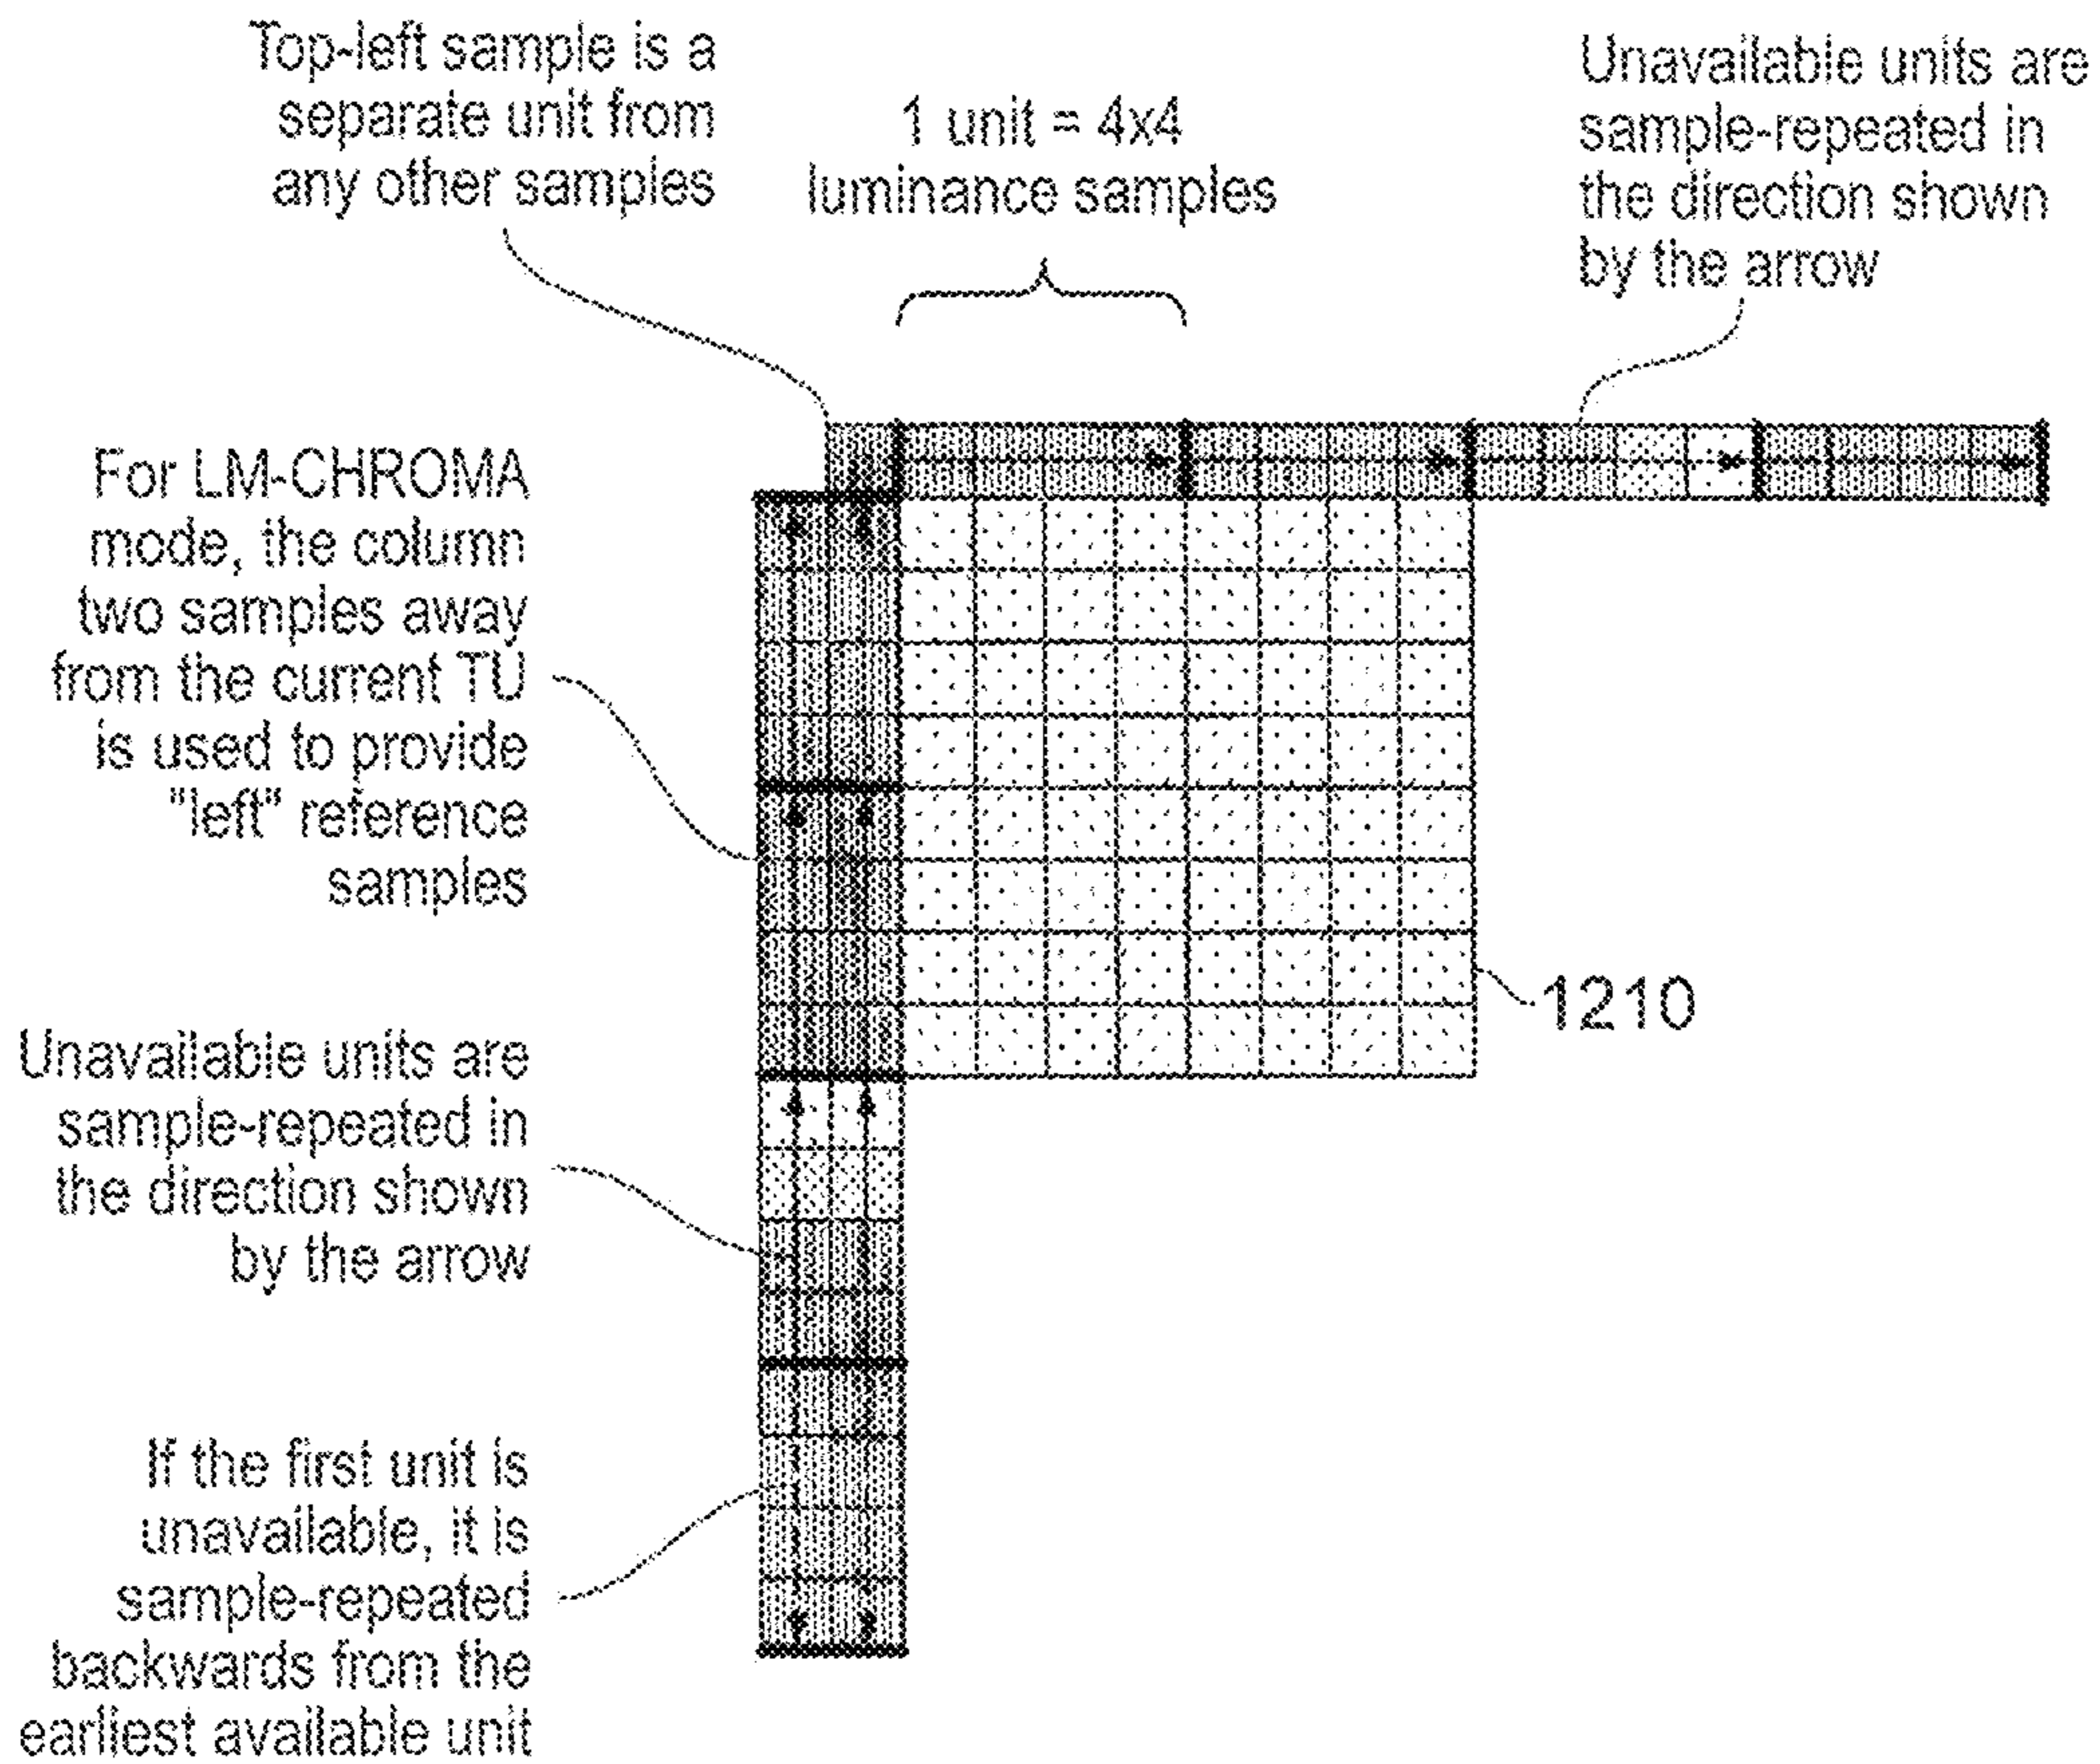 Top-left sample is a
separate unit from
any other samples
1 unit = 4x4
luminance samples
Unavailable units are
sample-repeated in
the direction shown
by the arrow
For LM-CHROMA
mode, the column
two samples away
from the current TU
is used to provide
"left" reference
samples
1210
Unavailable units are
sample-repeated in
the direction shown
by the arrow
If the first unit is
unavailable, it is
sample-repeated
backwards from the
earliest available unit